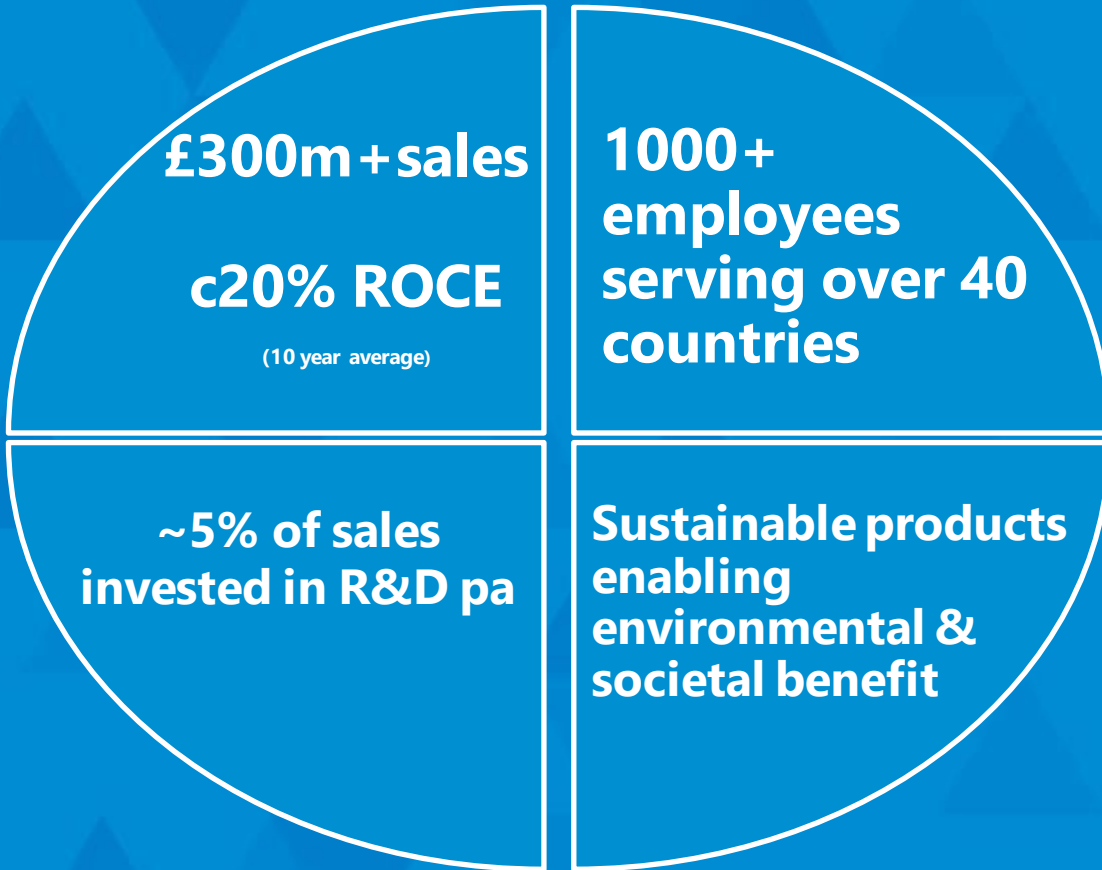 £300m+sales
c20% ROCE
(10 year average)
1000+
employees
serving over 40
countries
~5% of sales
invested in R&D pa
Sustainable products
enabling
environmental &
societal benefit